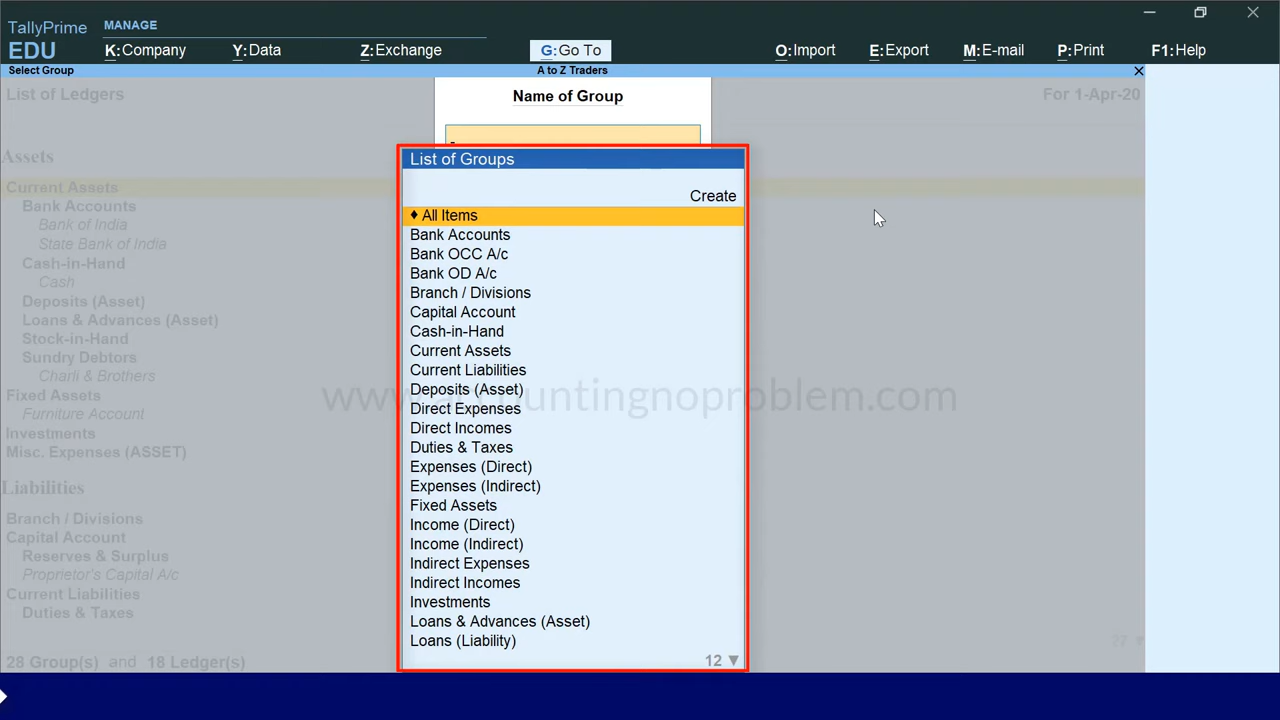 TallyPrime
EDU
MANAGE
K:Company Y:Data Z:Exchange G:Go To O:Import E:Export M:E-mail P:Print F1:Help
Select Group A to Z Traders
List of Ledgers For 1-Apr-20
Name of Group
List of Groups
Create
♦ All Items
Bank Accounts
Bank OCC A/c
Bank OD A/c
Branch / Divisions
Capital Account
Cash-in-Hand
Current Assets
Current Liabilities
Deposits (Asset)
Direct Expenses
Direct Incomes
Duties & Taxes
Expenses (Direct)
Expenses (Indirect)
Fixed Assets
Income (Direct)
Income (Indirect)
Indirect Expenses
Indirect Incomes
Investments
Loans & Advances (Asset)
Loans (Liability)
12 ▼
Assets
Current Assets
Bank Accounts
Bank of India
State Bank of India
Cash-in-Hand
Cash
Deposits (Asset)
Loans & Advances (Asset)
Stock-in-Hand
Sundry Debtors
Charli & Brothers
Fixed Assets
Furniture Account
Investments
Misc. Expenses (ASSET)
Liabilities
Branch / Divisions
Capital Account
Reserves & Surplus
Proprietor's Capital A/c
Current Liabilities
Duties & Taxes
28 Group(s) and 18 Ledger(s)
27 ▼
www.accountingnoproblem.com